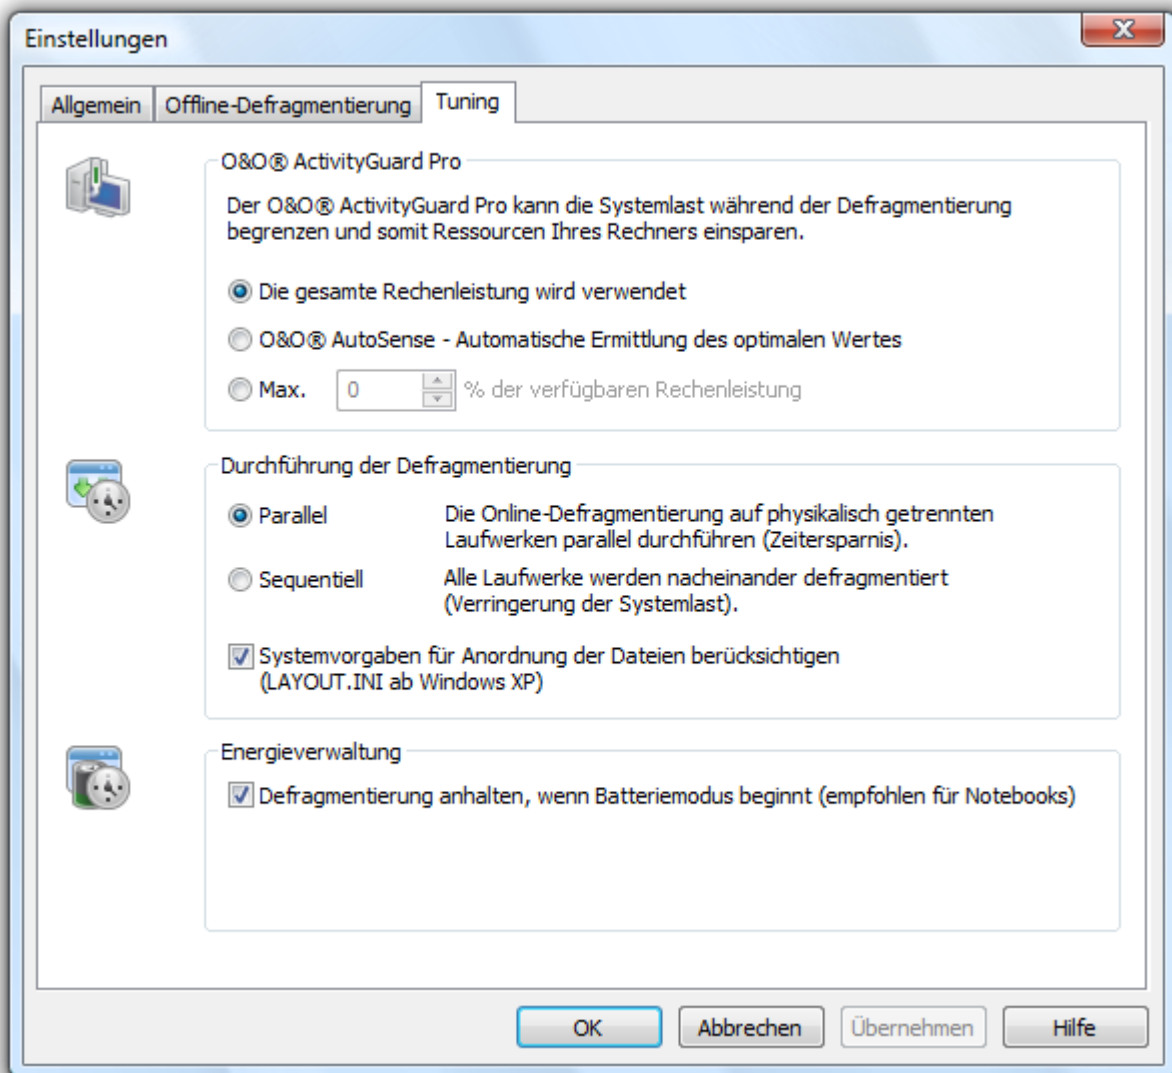 Einstellungen
Allgemein Offline-Defragmentierung Tuning
O&O® ActivityGuard Pro
Der O&O® ActivityGuard Pro kann die Systemlast während der Defragmentierung
begrenzen und somit Ressourcen Ihres Rechners einsparen.
Die gesamte Rechenleistung wird verwendet
O&O® AutoSense - Automatische Ermittlung des optimalen Wertes
Max. 0 % der verfügbaren Rechenleistung
Durchführung der Defragmentierung
Parallel Die Online-Defragmentierung auf physikalisch getrennten
Laufwerken parallel durchführen (Zeitersparnis).
Sequentiell Alle Laufwerke werden nacheinander defragmentiert
(Verringerung der Systemlast).
Systemvorgaben für Anordnung der Dateien berücksichtigen
(LAYOUT.INI ab Windows XP)
Energieverwaltung
Defragmentierung anhalten, wenn Batteriemodus beginnt (empfohlen für Notebooks)
OK Abbrechen Übernehmen Hilfe